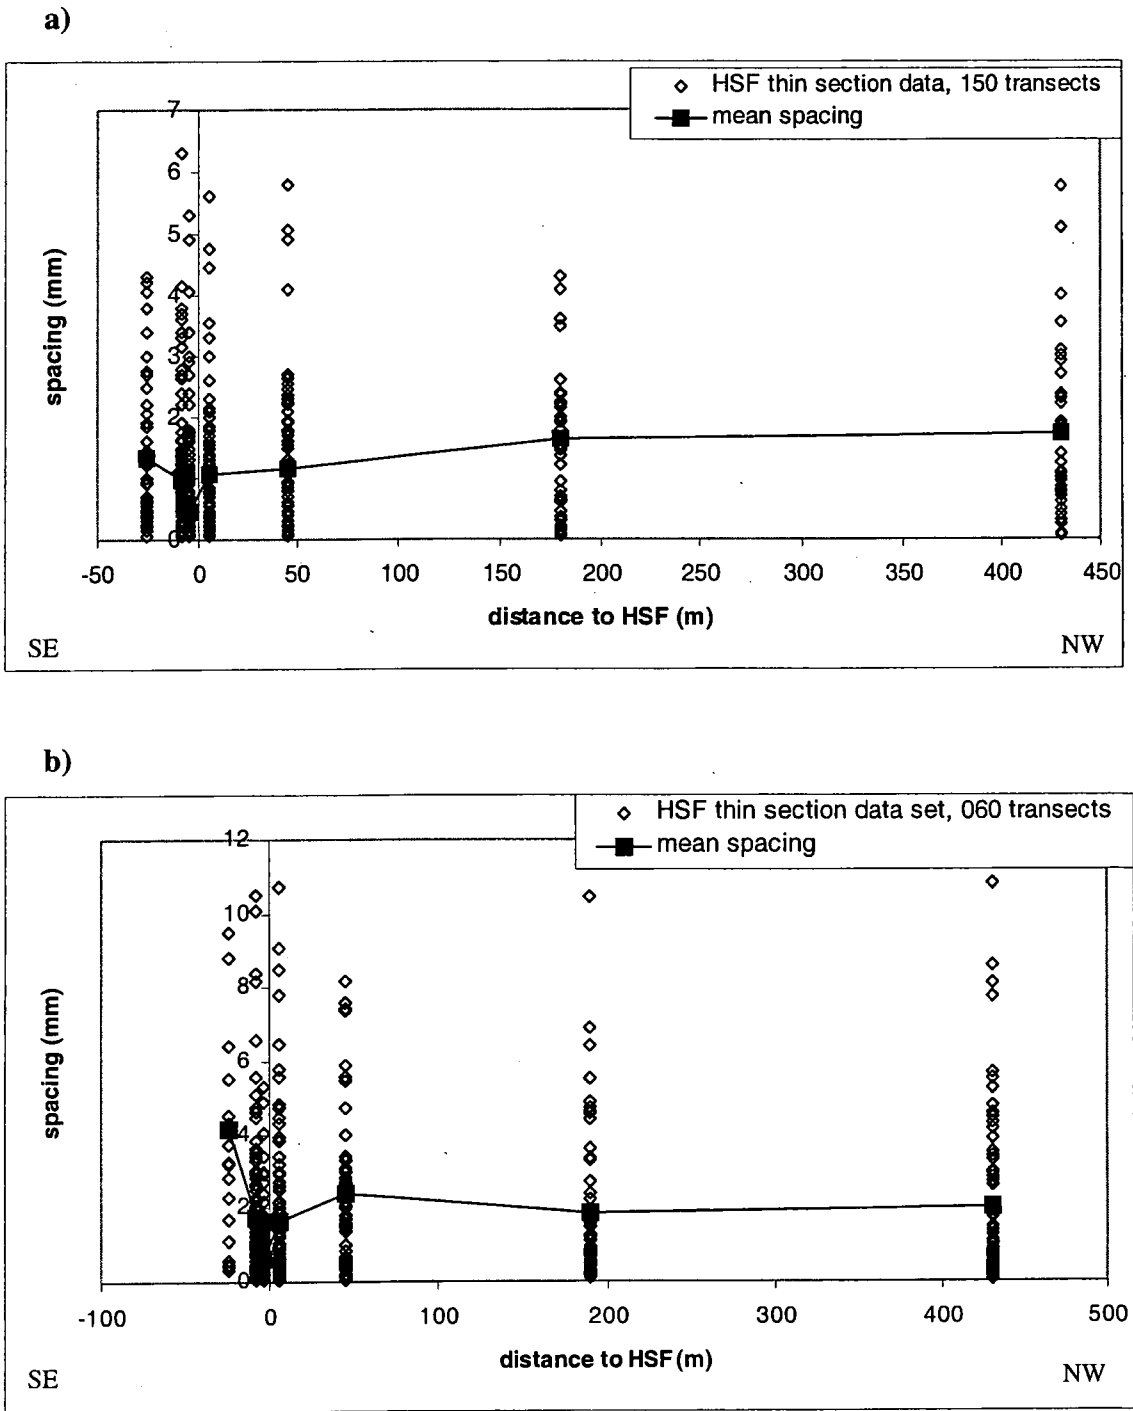 a)
HSF thin section data, 150 transects
mean spacing
7
6
5
4
3
2
1
0
spacing (mm)
-50 0 50 100 150 200 250 300 350 400 450
distance to HSF (m)
SE NW
b)
HSF thin section data set, 060 transects
mean spacing
12
10
8
6
4
2
0
spacing (mm)
-100 0 100 200 300 400 500
distance to HSF (m)
SE NW